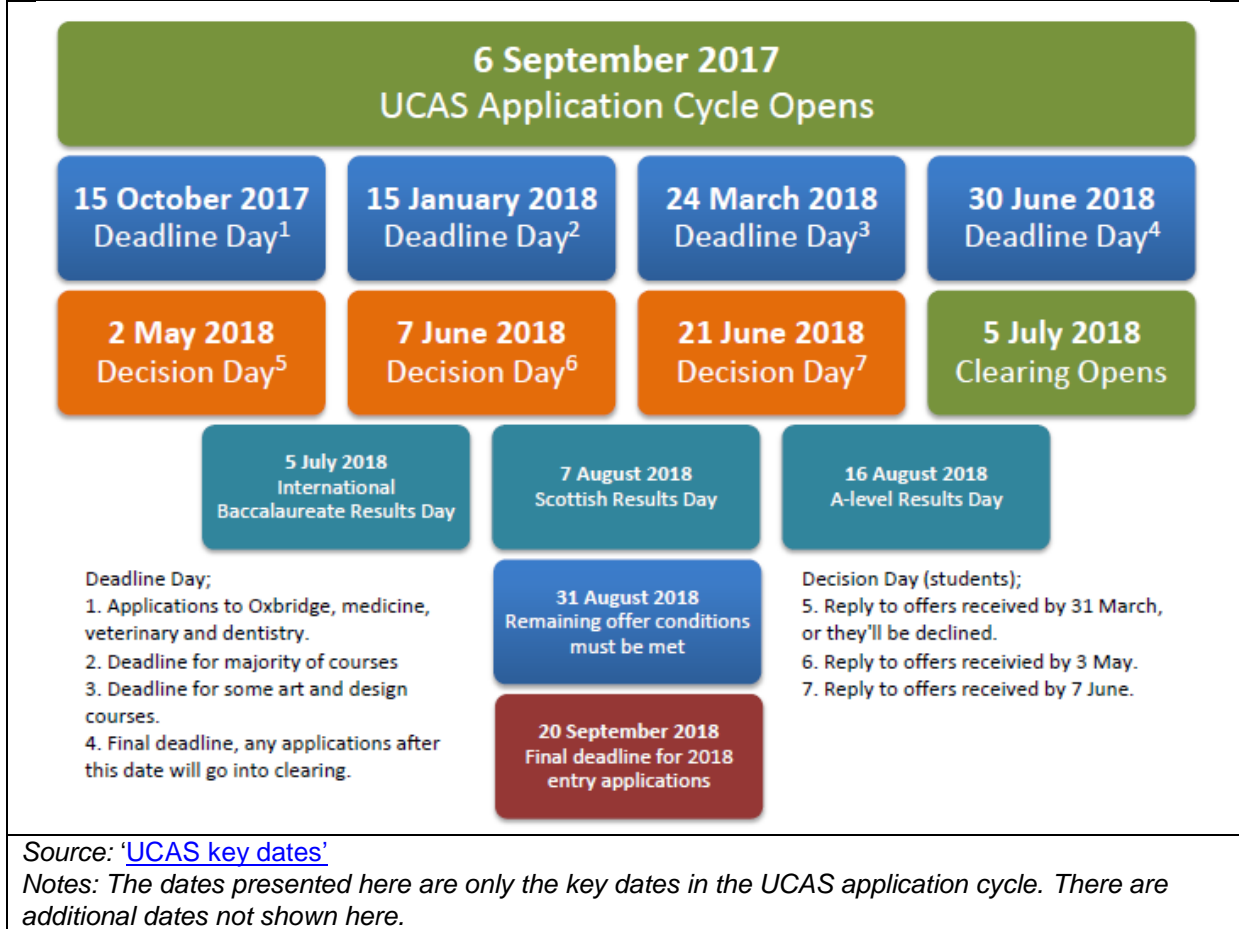 6 September 2017
UCAS Application Cycle Opens
15 October 2017
Deadline Day¹
15 January 2018
Deadline Day²
24 March 2018
Deadline Day³
30 June 2018
Deadline Day⁴
2 May 2018
Decision Day⁵
7 June 2018
Decision Day⁶
21 June 2018
Decision Day⁷
5 July 2018
Clearing Opens
5 July 2018
International
Baccalaureate Results Day
7 August 2018
Scottish Results Day
16 August 2018
A-level Results Day
Deadline Day;
1. Applications to Oxbridge, medicine,
veterinary and dentistry.
2. Deadline for majority of courses
3. Deadline for some art and design
courses.
4. Final deadline, any applications after
this date will go into clearing.
31 August 2018
Remaining offer conditions
must be met
20 September 2018
Final deadline for 2018
entry applications
Decision Day (students);
5. Reply to offers received by 31 March,
or they'll be declined.
6. Reply to offers receivied by 3 May.
7. Reply to offers received by 7 June.
Source: 'UCAS key dates'
Notes: The dates presented here are only the key dates in the UCAS application cycle. There are
additional dates not shown here.